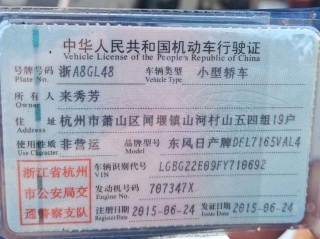 中华人民共和国机动车行驶证
Vehicle License of the People's Republic of China
号牌号码 浙A8GL48 车辆类型 小型轿车
Plate No. Vehicle Type
所有人 来秀芳
Owner
住址 杭州市萧山区闻堰镇山河村山五四组19户
Address
使用性质 非营运 品牌型号 东风日产牌DFL7165VAL4
Use Character Model
浙江省杭州 车辆识别代号 LGBG22E09FY710692
VIN
市公安局交 发动机号码 707347X
Engine No.
通警察支队 注册日期 2015-06-24 发证日期 2015-06-24
Register Date Issue Date